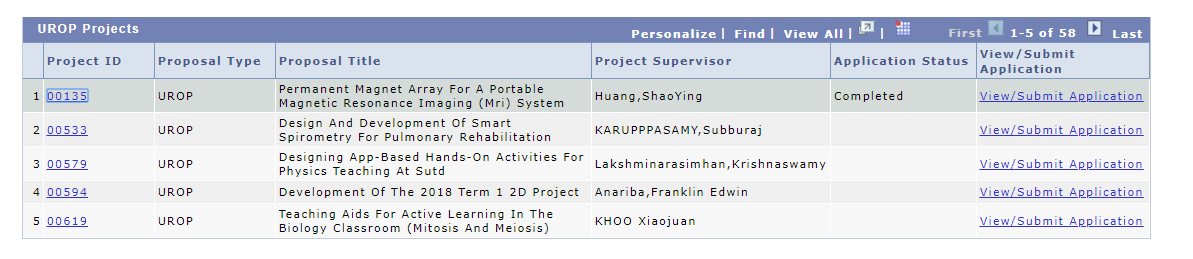 UROP Projects
Personalize | Find | View All | | First 1-5 of 58 Last
Project ID Proposal Type Proposal Title Project Supervisor Application Status View/Submit
Application
1 00135 UROP Permanent Magnet Array For A Portable
Magnetic Resonance Imaging (Mri) System Huang,ShaoYing Completed View/Submit Application
2 00533 UROP Design And Development Of Smart
Spirometry For Pulmonary Rehabilitation KARUPPPASAMY,Subburaj View/Submit Application
3 00579 UROP Designing App-Based Hands-On Activities For
Physics Teaching At Sutd Lakshminarasimhan,Krishnaswamy View/Submit Application
4 00594 UROP Development Of The 2018 Term 1 2D Project Anariba,Franklin Edwin View/Submit Application
5 00619 UROP Teaching Aids For Active Learning In The
Biology Classroom (Mitosis And Meiosis) KHOO Xiaojuan View/Submit Application